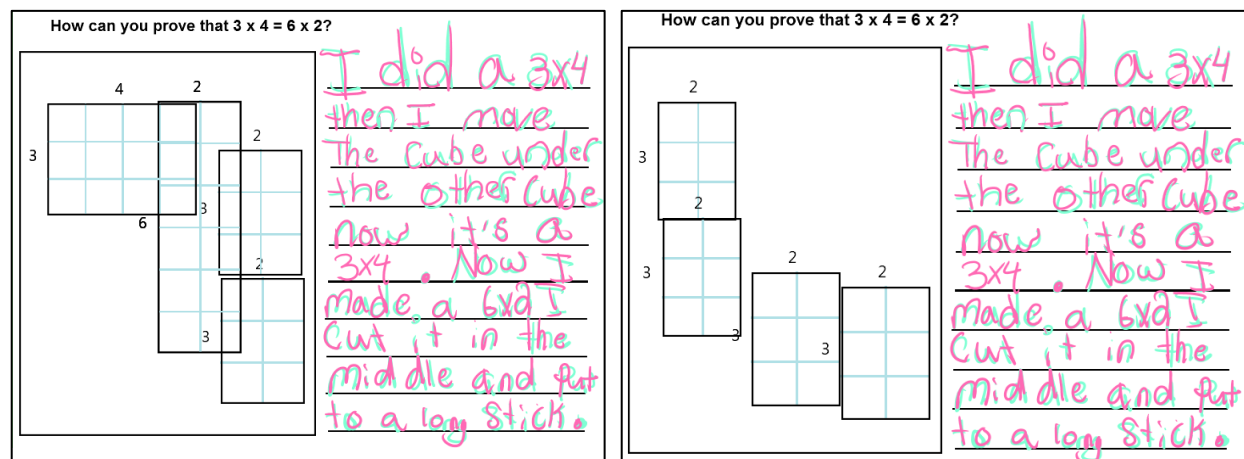 How can you prove that 3 x 4 = 6 x 2?
4
2
2
3
3
6
2
3
I did a 3x4
then I move
The cube under
the other cube
now it's a
3x4. Now I
made a 6x2 I
cut it in the
middle and put
to a long stick.
How can you prove that 3 x 4 = 6 x 2?
2
3
2
3
2
2
3
3
I did a 3x4
then I move
The cube under
the other cube
now it's a
3x4. Now I
made a 6x2 I
cut it in the
middle and put
to a long stick.